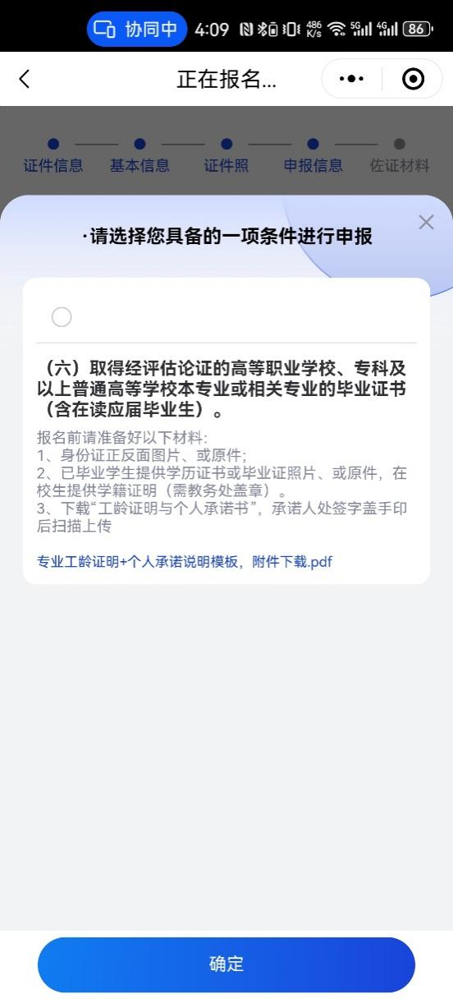 协同中 4:09 486 K/s 5G 4G 86
正在报名...
证件信息 基本信息 证件照 申报信息 佐证材料
·请选择您具备的一项条件进行申报
（六）取得经评估论证的高等职业学校、专科及
以上普通高等学校本专业或相关专业的毕业证书
（含在读应届毕业生）。
报名前请准备好以下材料：
1、身份证正反面图片、或原件；
2、已毕业学生提供学历证书或毕业证照片、或原件，在
校生提供学籍证明（需教务处盖章）。
3、下载“工龄证明与个人承诺书”，承诺人处签字盖手印
后扫描上传
专业工龄证明+个人承诺说明模板，附件下载.pdf
确定